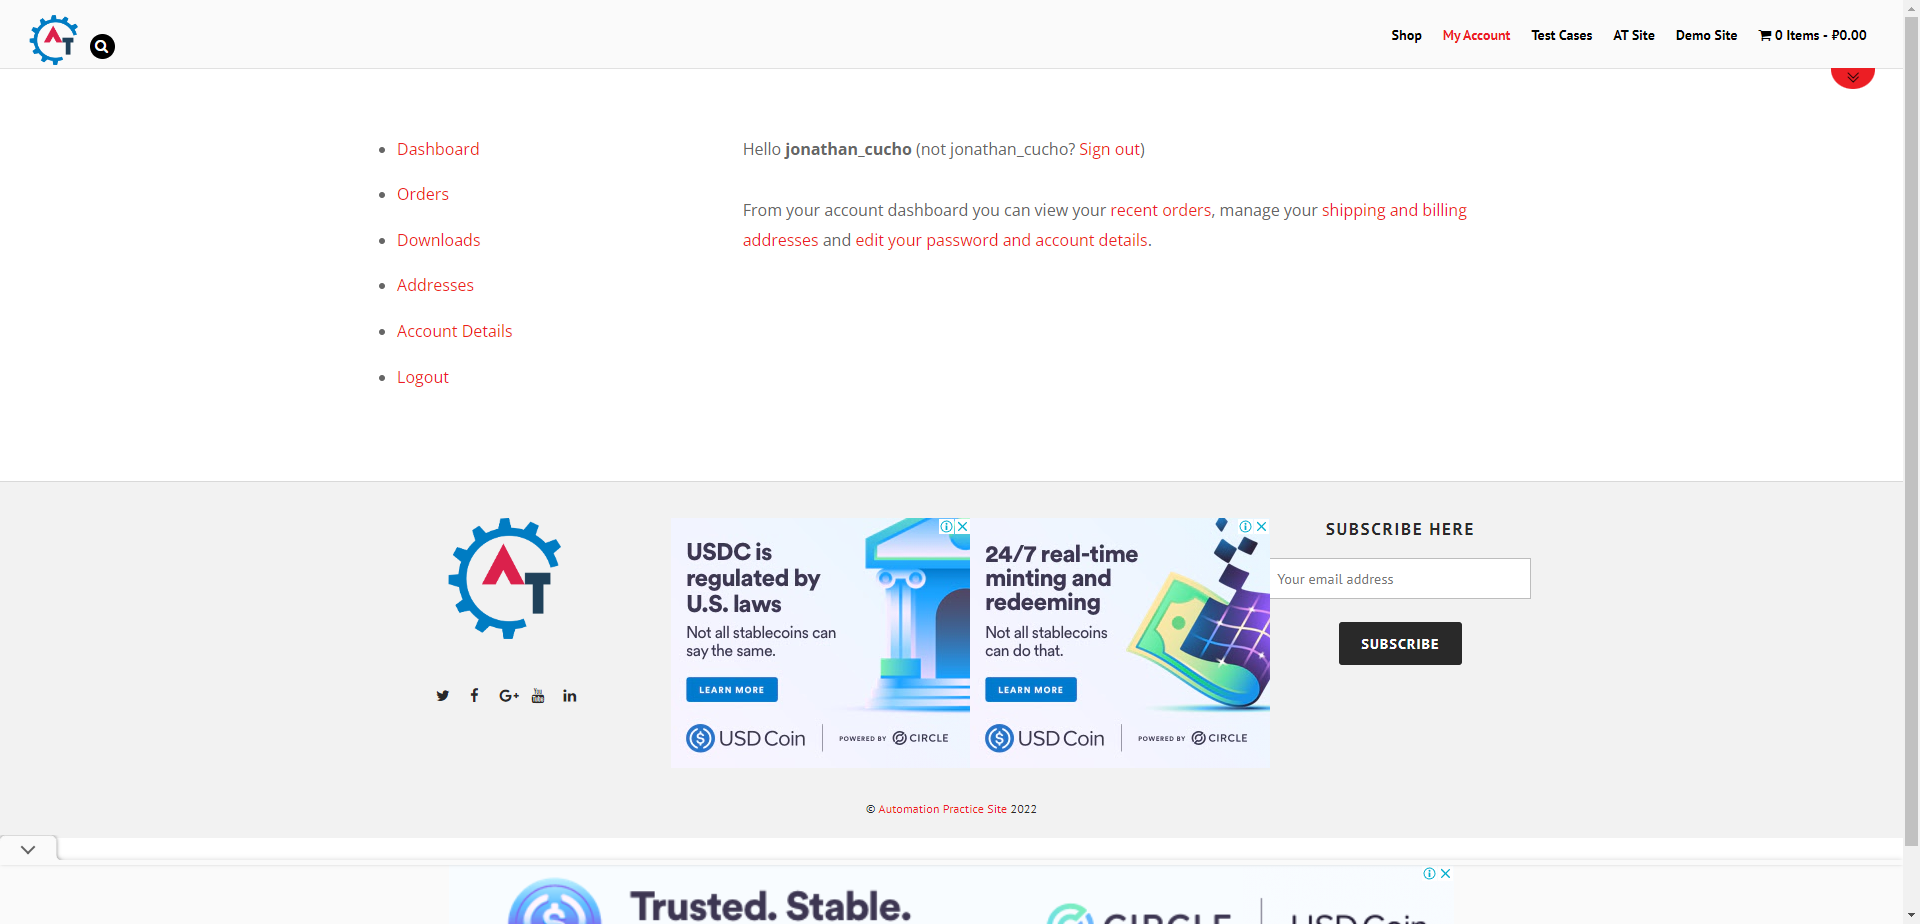 AT
Shop
My Account
Test Cases
AT Site
Demo Site
0 Items - ₽0.00
Dashboard
Orders
Downloads
Addresses
Account Details
Logout
Hello jonathan_cucho (not jonathan_cucho? Sign out)
From your account dashboard you can view your recent orders, manage your shipping and billing
addresses and edit your password and account details.
AT
USDC is
regulated by
U.S. laws
Not all stablecoins can
say the same.
LEARN MORE
USD Coin
POWERED BY CIRCLE
24/7 real-time
minting and
redeeming
Not all stablecoins
can do that.
LEARN MORE
USD Coin
POWERED BY CIRCLE
SUBSCRIBE HERE
Your email address
SUBSCRIBE
© Automation Practice Site 2022
Trusted. Stable.
CIRCLE
USD Coin